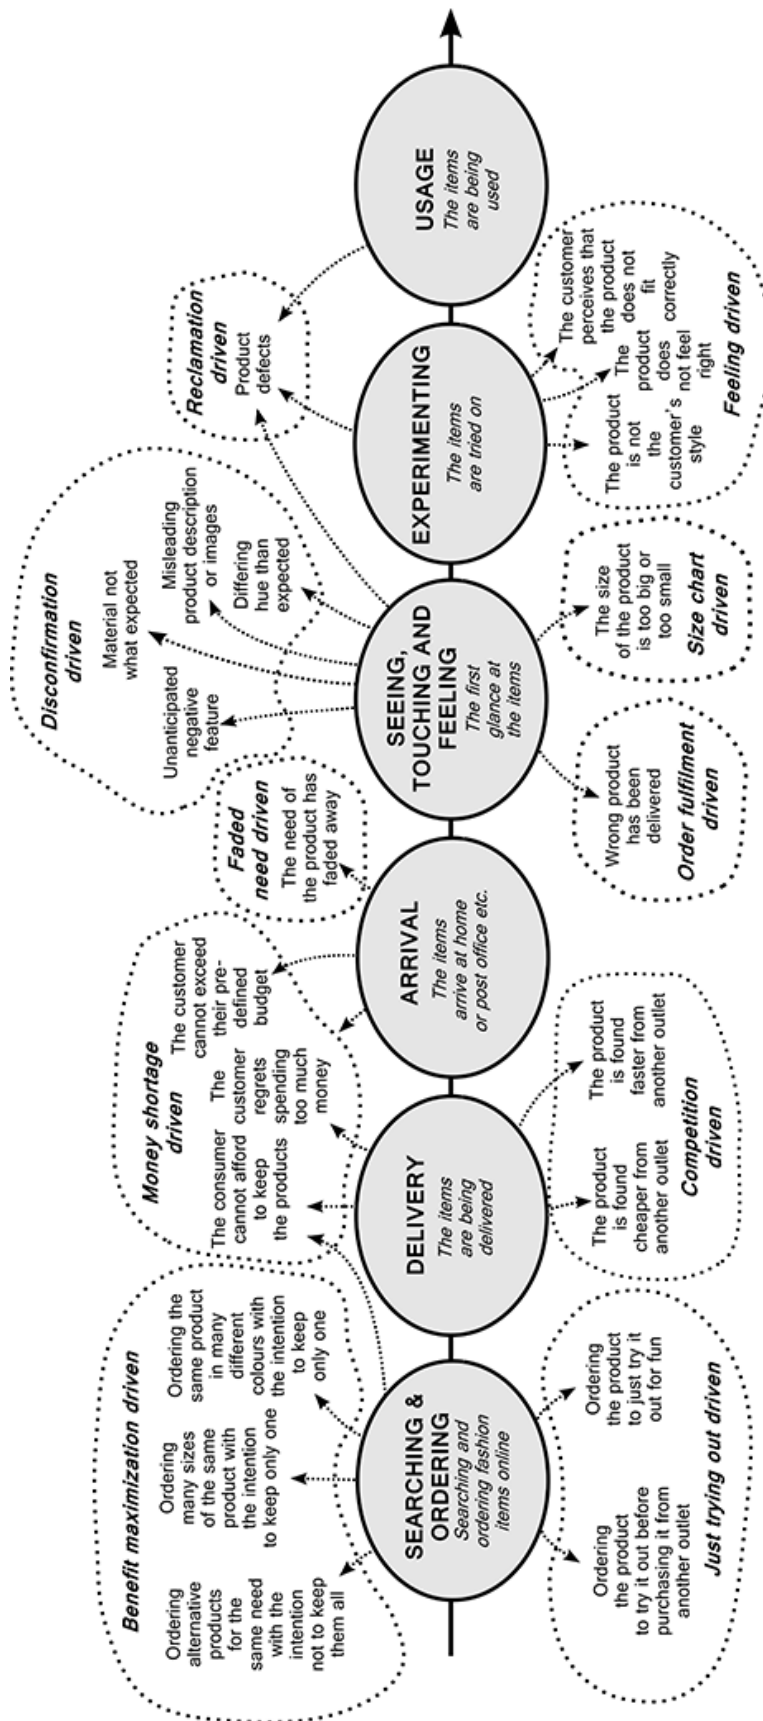 Benefit maximization driven
Ordering
alternative
products
for the
same need
with the
intention
not to keep
them all
Ordering
many sizes
of the same
product with
the intention
to keep only one
Ordering the
same product
in many
different
colours with
the intention
to keep
only one
Money shortage
driven
The consumer
cannot afford
to keep
the products
The
customer
regrets
spending
too much
money
The customer
cannot exceed
their pre-
defined
budget
Faded
need driven
The need of
the product has
faded away
Disconfirmation
driven
Unanticipated
negative
feature
Material not
what expected
Misleading
product description
or images
Differing
hue than
expected
Reclamation
driven
Product
defects
SEARCHING &
ORDERING
Searching and
ordering fashion
items online
DELIVERY
The items
are being
delivered
ARRIVAL
The items
arrive at home
or post office etc.
SEEING,
TOUCHING AND
FEELING
The first
glance at
the items
EXPERIMENTING
The items
are tried on
USAGE
The items
are being
used
Ordering
the product
to try it out before
purchasing it from
another outlet
Ordering
the product
to just try it
out for fun
Just trying out driven
The product
is found
cheaper from
another outlet
The product
is found
faster from
another outlet
Competition
driven
Wrong product
has been
delivered
Order fulfilment
driven
The size
of the product
is too big or
too small
Size chart
driven
The product
is not
the
customer's
style
The
product
does
not feel
right
The customer
perceives that
the product
does not
fit
correctly
Feeling driven